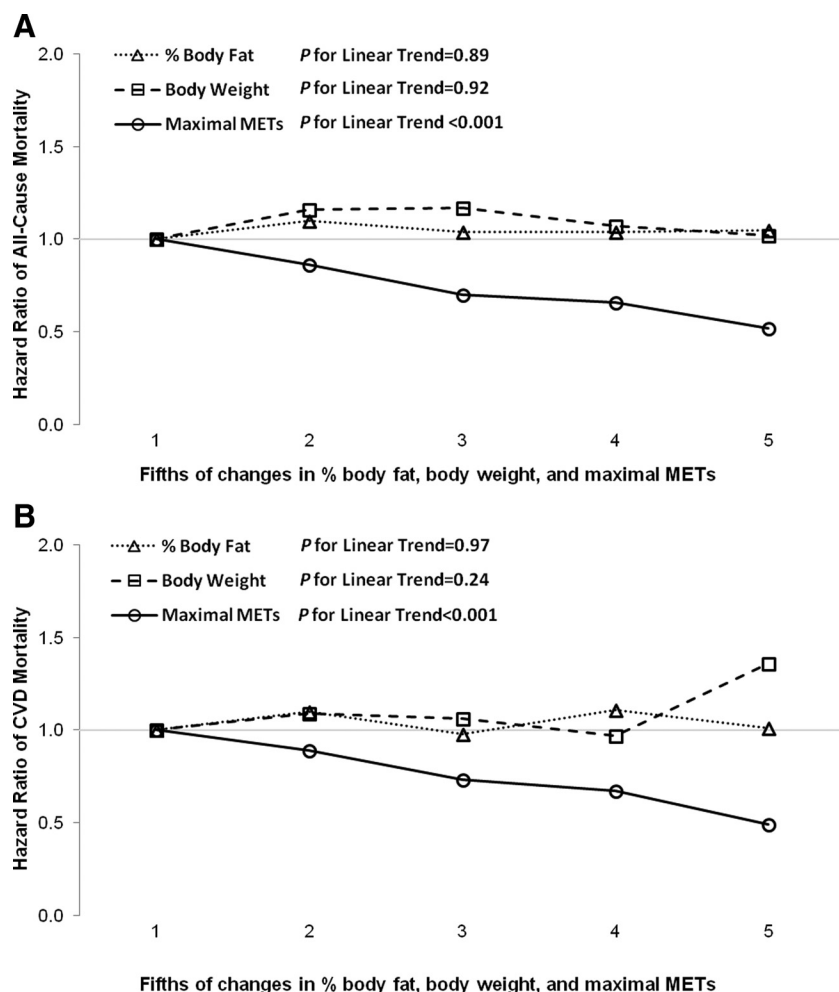 A
2.0
% Body Fat P for Linear Trend=0.89
Body Weight P for Linear Trend=0.92
Maximal METs P for Linear Trend <0.001
1.5
1.0
0.5
0.0
Hazard Ratio of All-Cause Mortality
1 2 3 4 5
Fifths of changes in % body fat, body weight, and maximal METs
B
2.0
% Body Fat P for Linear Trend=0.97
Body Weight P for Linear Trend=0.24
Maximal METs P for Linear Trend<0.001
1.5
1.0
0.5
0.0
Hazard Ratio of CVD Mortality
1 2 3 4 5
Fifths of changes in % body fat, body weight, and maximal METs